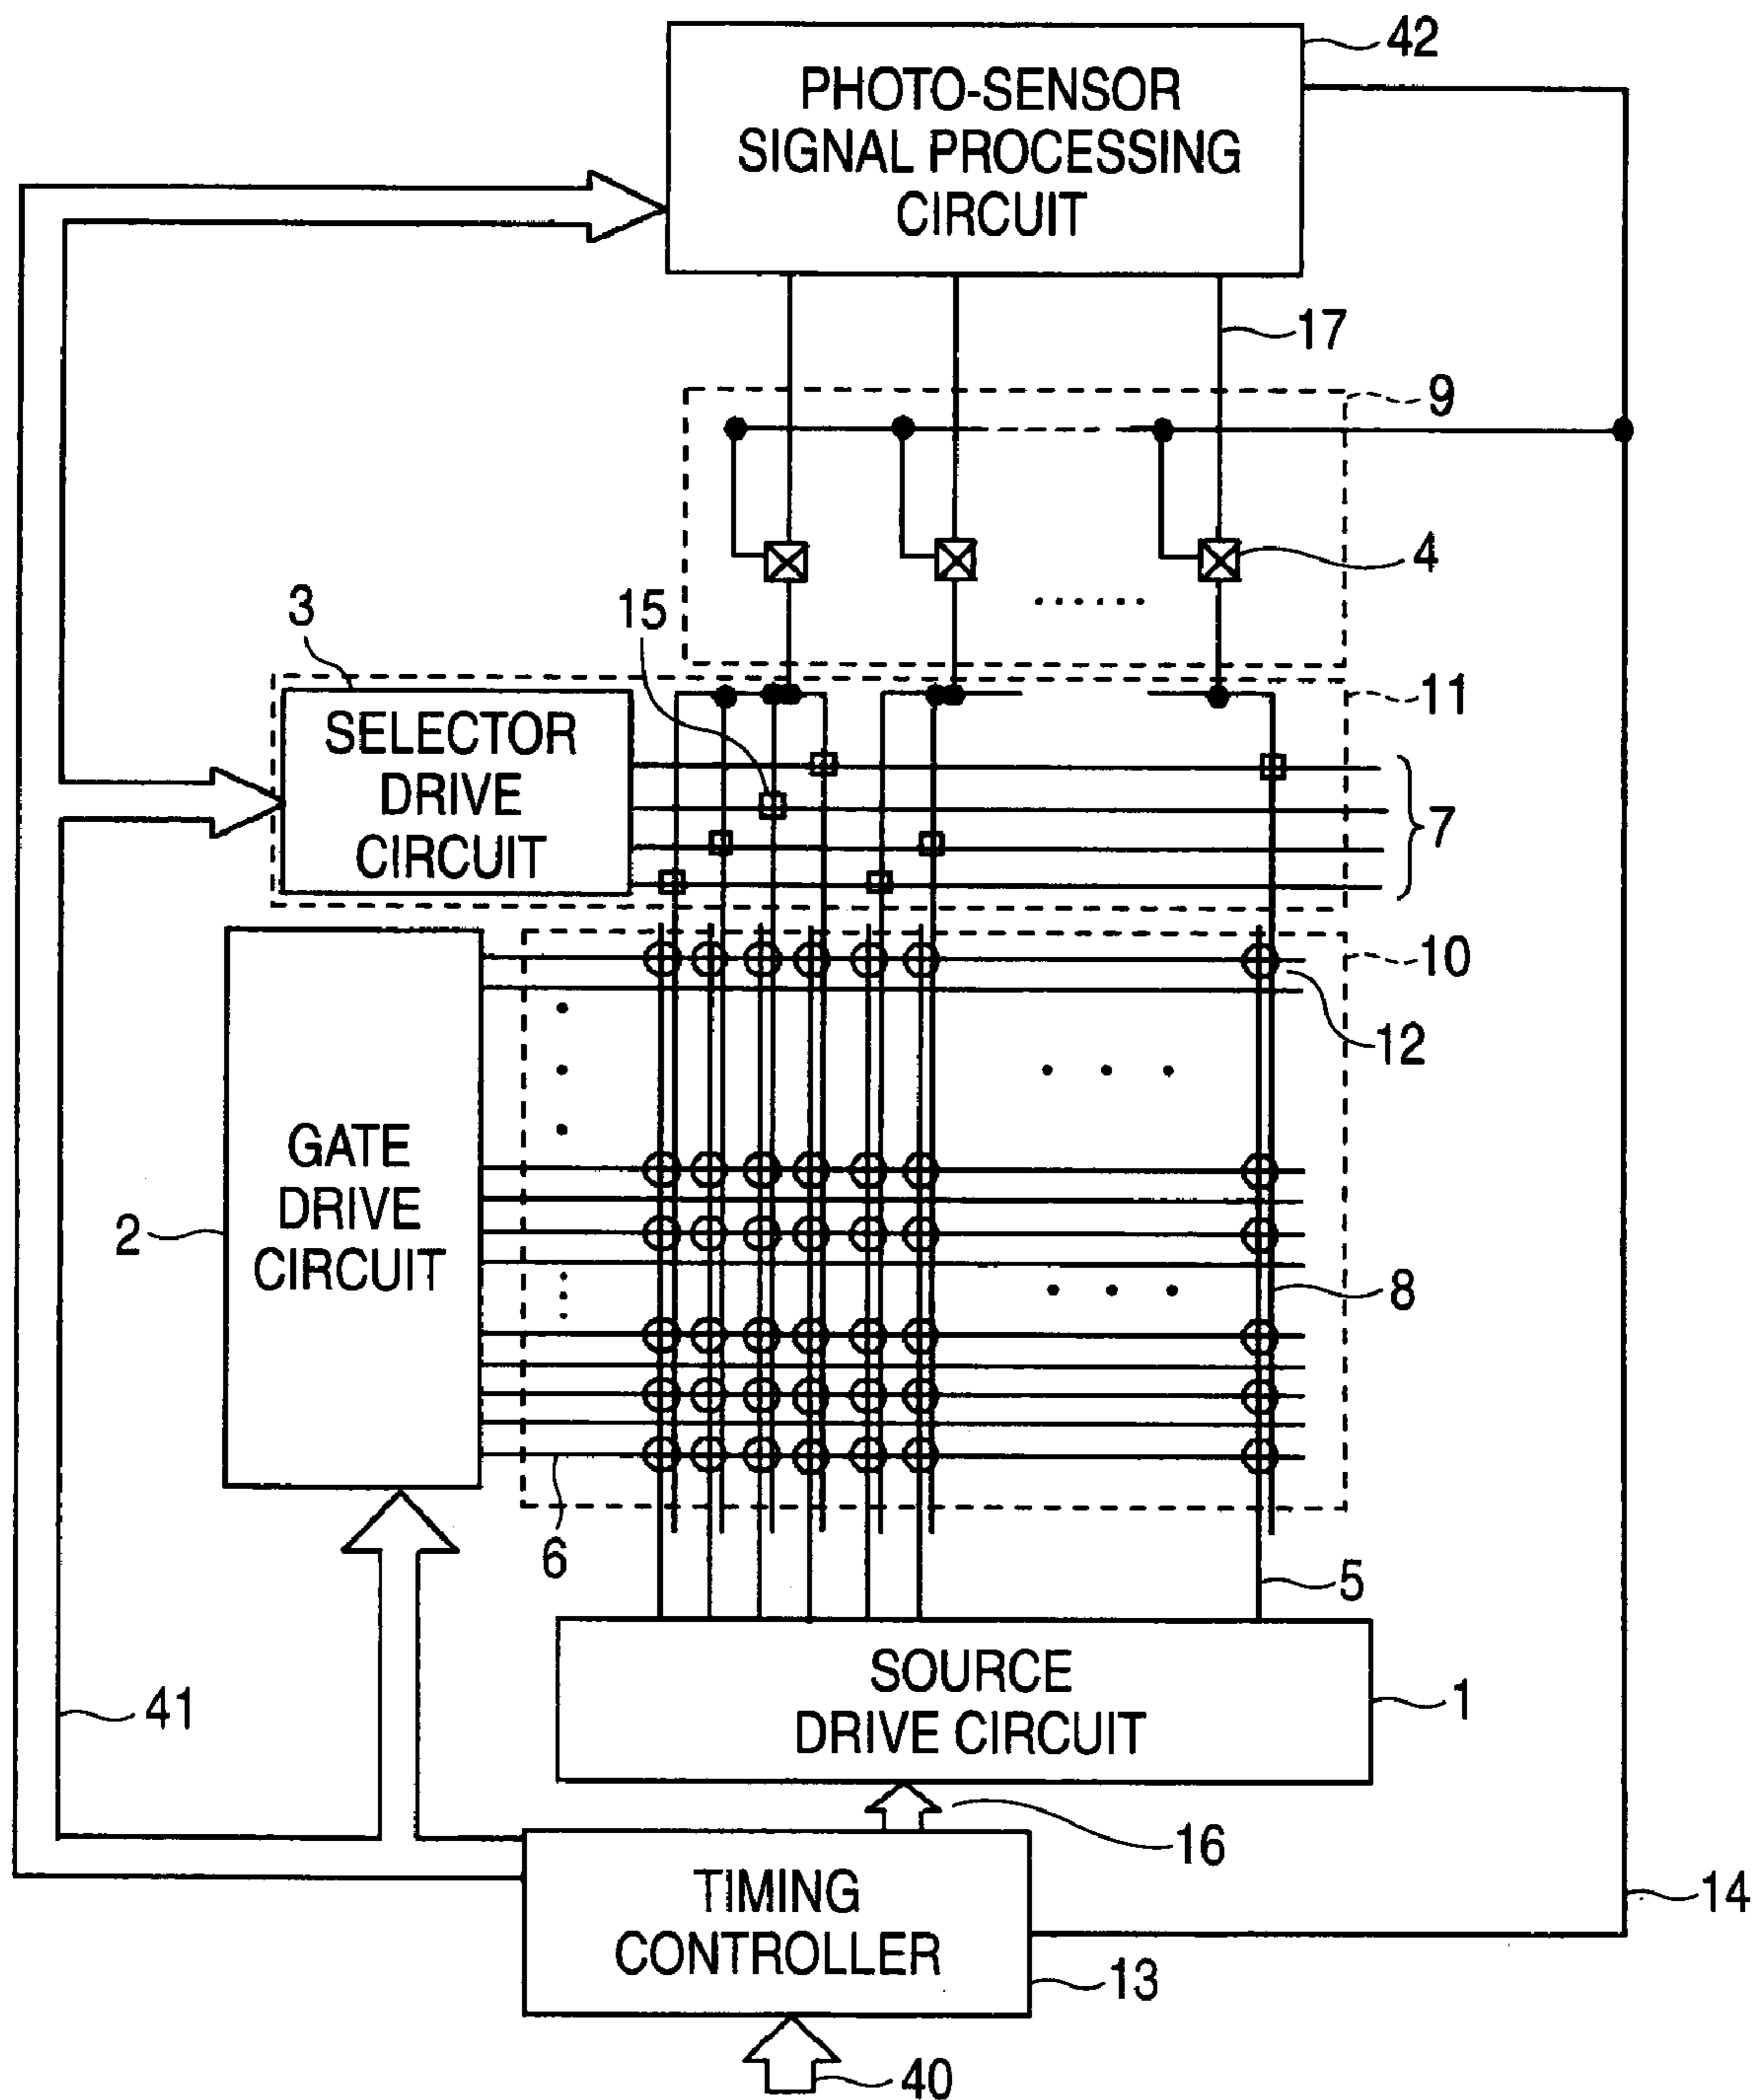 42
PHOTO-SENSOR
SIGNAL PROCESSING
CIRCUIT
17
9
4
3
15
11
SELECTOR
DRIVE
CIRCUIT
7
10
12
GATE
DRIVE
CIRCUIT
2
8
6
5
SOURCE
DRIVE CIRCUIT
1
41
16
TIMING
CONTROLLER
14
13
40